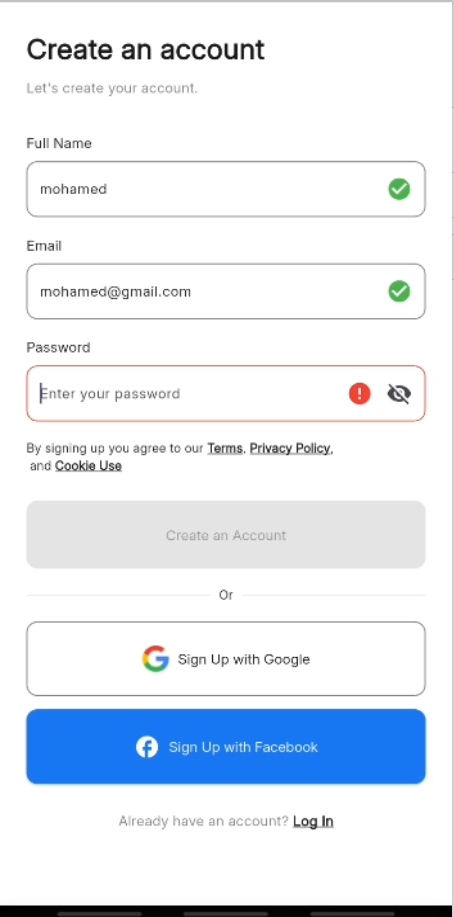 Create an account
Let's create your account.
Full Name
mohamed
Email
mohamed@gmail.com
Password
Enter your password
By signing up you agree to our Terms, Privacy Policy,
and Cookie Use
Create an Account
Or
Sign Up with Google
Sign Up with Facebook
Already have an account? Log In